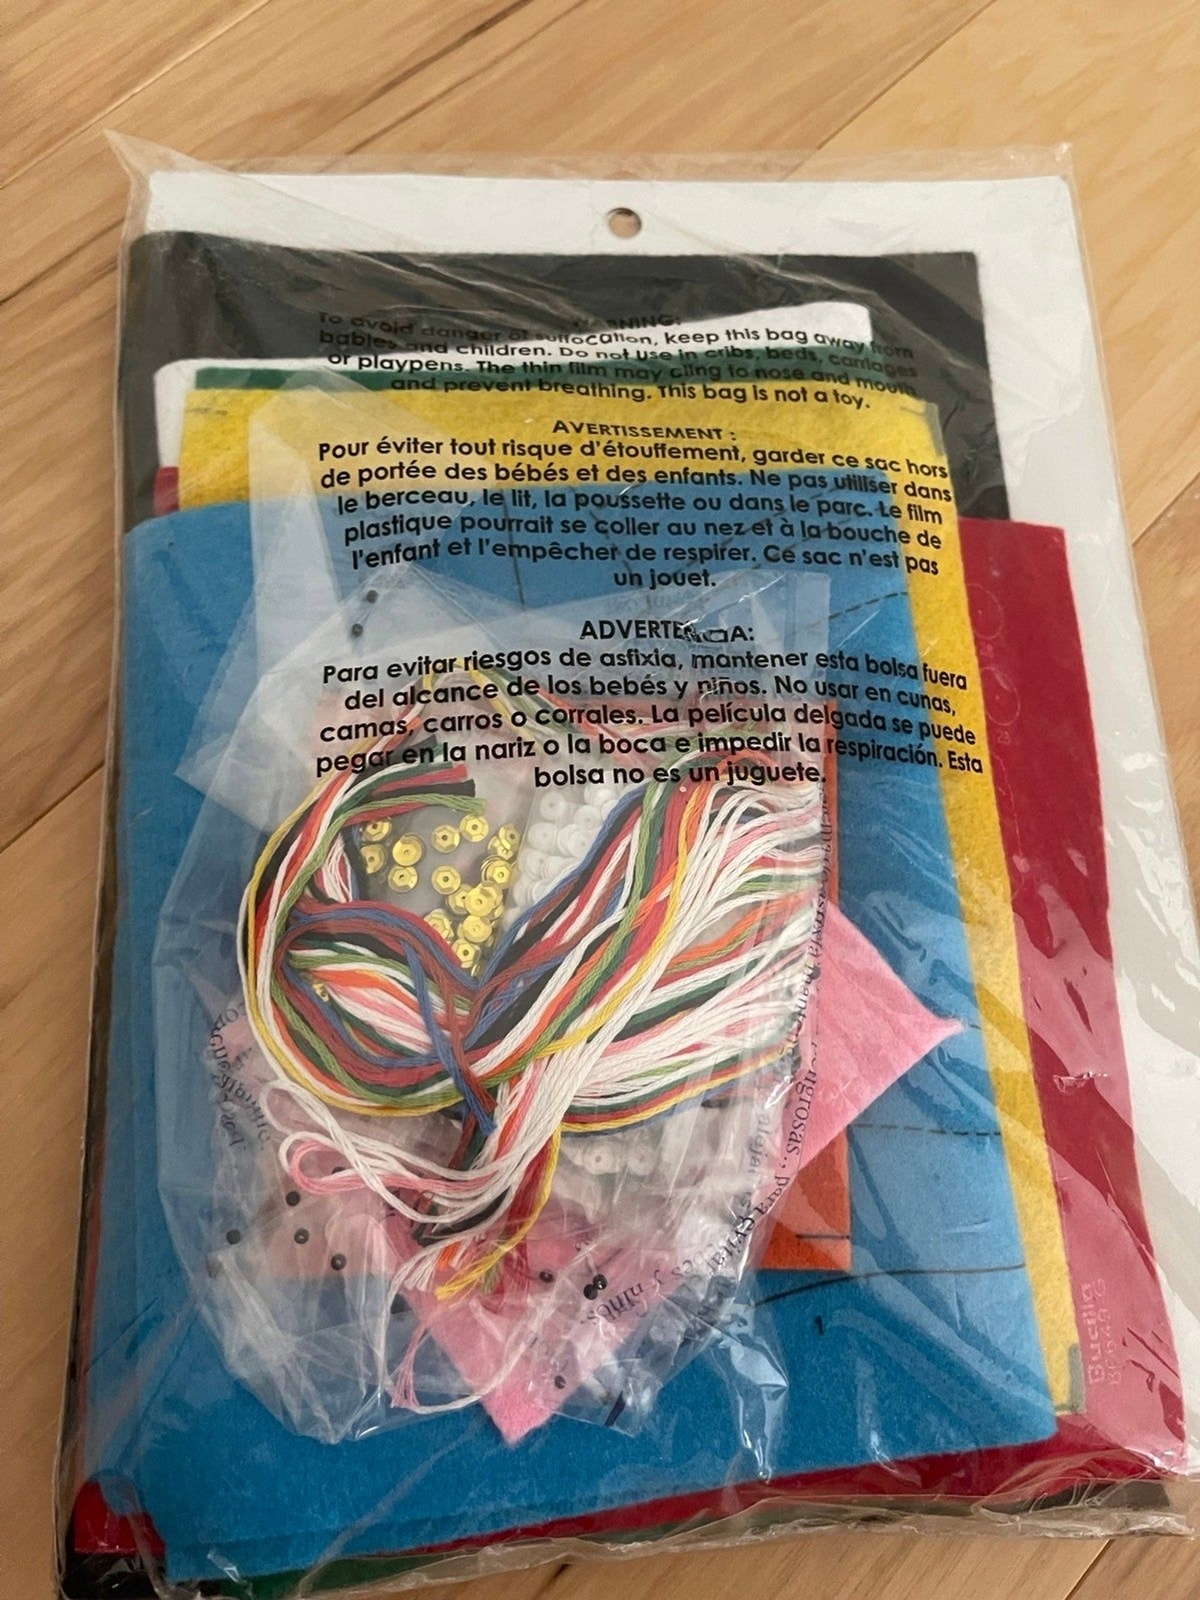 WARNING:
To avoid danger of suffocation, keep this bag away from
babies and children. Do not use in cribs, beds, carriages
or playpens. The thin film may cling to nose and mouth
and prevent breathing. This bag is not a toy.
AVERTISSEMENT :
Pour éviter tout risque d'étouffement, garder ce sac hors
de portée des bébés et des enfants. Ne pas utiliser dans
le berceau, le lit, la poussette ou dans le parc. Le film
plastique pourrait se coller au nez et à la bouche de
l'enfant et l'empêcher de respirer. Ce sac n'est pas
un jouet.
ADVERTENCIA:
Para evitar riesgos de asfixia, mantener esta bolsa fuera
del alcance de los bebés y niños. No usar en cunas,
camas, carros o corrales. La película delgada se puede
pegar en la nariz o la boca e impedir la respiración. Esta
bolsa no es un juguete.
Bucilla